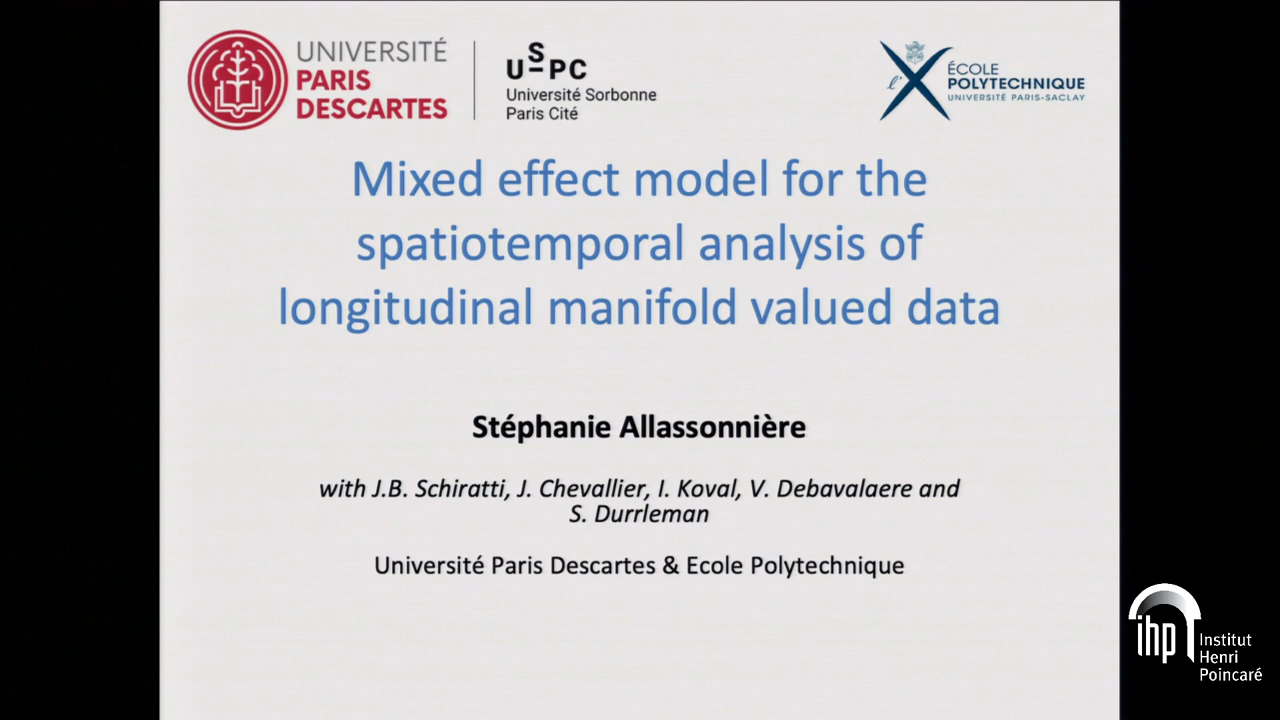 UNIVERSITÉ
PARIS
DESCARTES
USPC
Université Sorbonne
Paris Cité
l'X
ÉCOLE
POLYTECHNIQUE
UNIVERSITÉ PARIS-SACLAY
Mixed effect model for the
spatiotemporal analysis of
longitudinal manifold valued data
Stéphanie Allassonnière
with J.B. Schiratti, J. Chevallier, I. Koval, V. Debavalaere and
S. Durrleman
Université Paris Descartes & Ecole Polytechnique
ihp
Institut
Henri
Poincaré